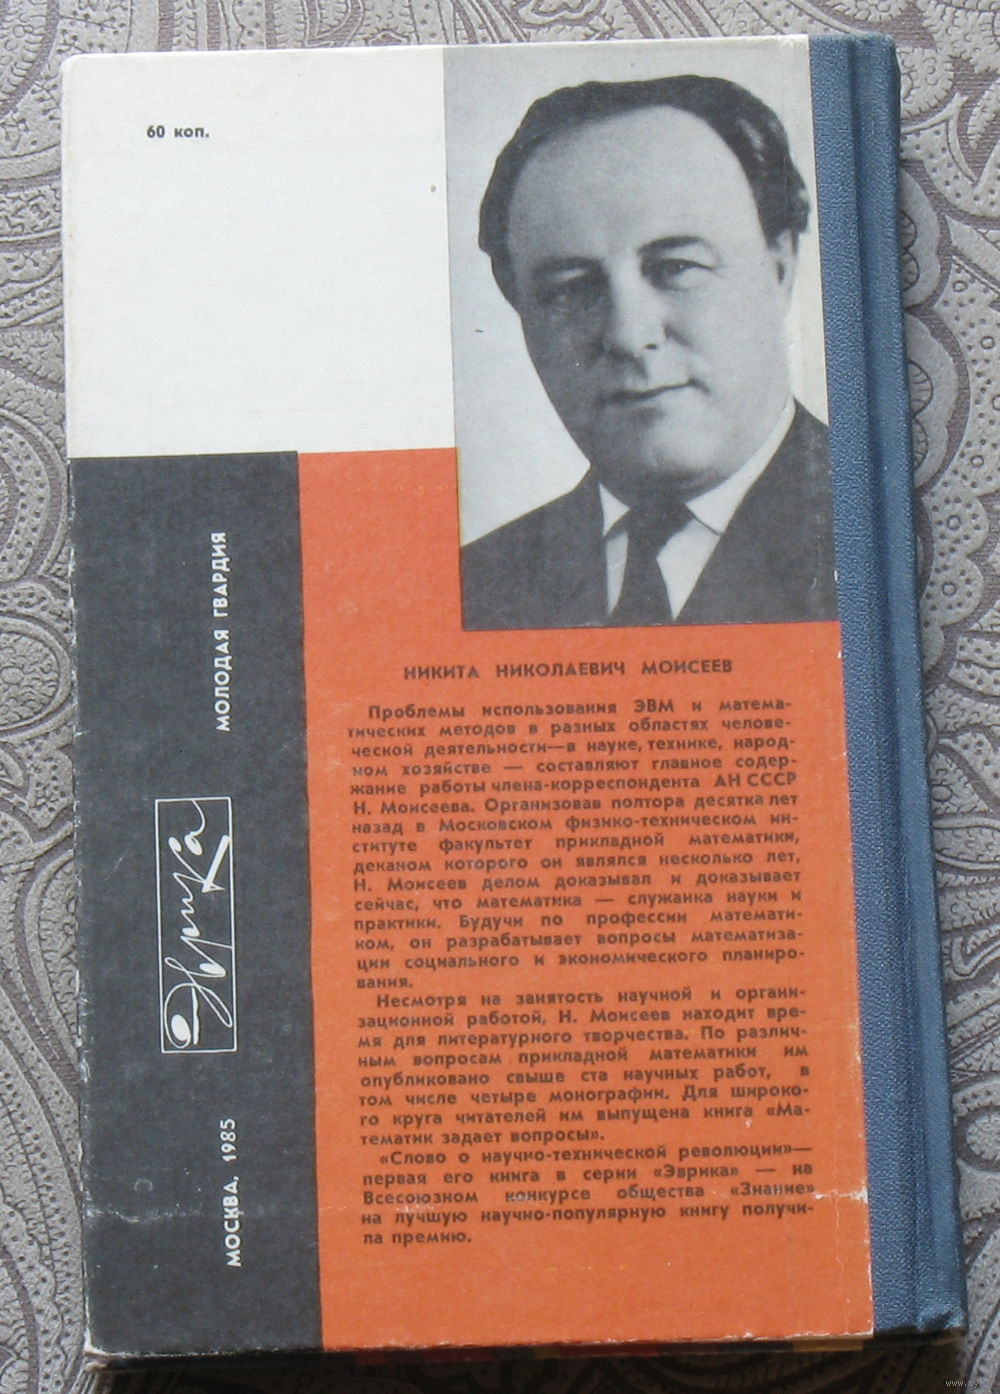 60 коп.
МОЛОДАЯ ГВАРДИЯ
Эврика
МОСКВА, 1985
НИКИТА НИКОЛАЕВИЧ МОИСЕЕВ
Проблемы использования ЭВМ и матема-
тических методов в разных областях челове-
ческой деятельности—в науке, технике, народ-
ном хозяйстве — составляют главное содер-
жание работы члена-корреспондента АН СССР
Н. Моисеева. Организовав полтора десятка лет
назад в Московском физико-техническом ин-
ституте факультет прикладной математики,
деканом которого он являлся несколько лет,
Н. Моисеев делом доказывал и доказывает
сейчас, что математика — служанка науки и
практики. Будучи по профессии математи-
ком, он разрабатывает вопросы математиза-
ции социального и экономического планиро-
вания.
Несмотря на занятость научной и органи-
зационной работой, Н. Моисеев находит вре-
мя для литературного творчества. По различ-
ным вопросам прикладной математики им
опубликовано свыше ста научных работ, в
том числе четыре монографии. Для широко-
го круга читателей им выпущена книга «Ма-
тематик задает вопросы».
«Слово о научно-технической революции»—
первая его книга в серии «Эврика» — на
Всесоюзном конкурсе общества «Знание»
на лучшую научно-популярную книгу получи-
ла премию.